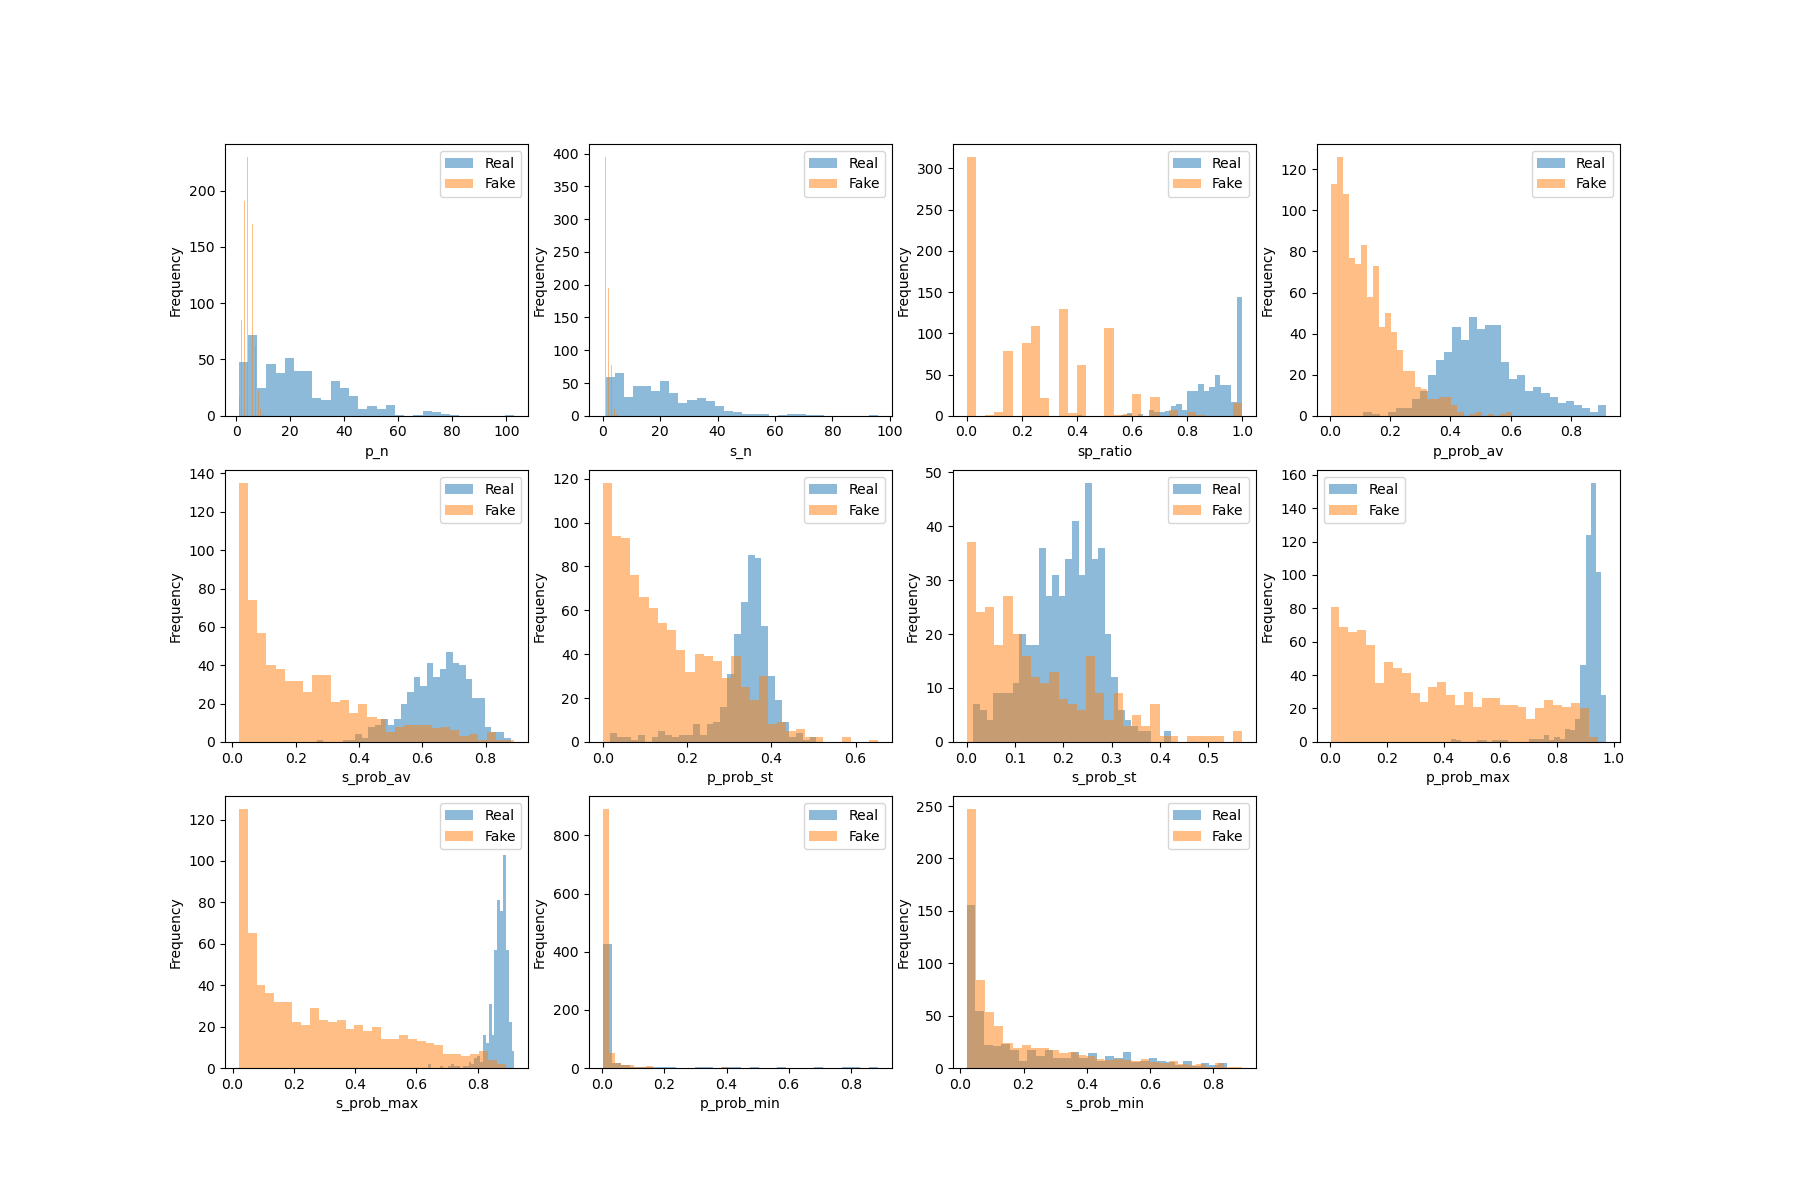 Real
Fake
Frequency
200
150
100
50
0
0 20 40 60 80 100
p_n
Real
Fake
Frequency
400
350
300
250
200
150
100
50
0
0 20 40 60 80 100
s_n
Real
Fake
Frequency
300
250
200
150
100
50
0
0.0 0.2 0.4 0.6 0.8 1.0
sp_ratio
Real
Fake
Frequency
120
100
80
60
40
20
0
0.0 0.2 0.4 0.6 0.8
p_prob_av
Real
Fake
Frequency
140
120
100
80
60
40
20
0
0.0 0.2 0.4 0.6 0.8
s_prob_av
Real
Fake
Frequency
120
100
80
60
40
20
0
0.0 0.2 0.4 0.6
p_prob_st
Real
Fake
Frequency
50
40
30
20
10
0
0.0 0.1 0.2 0.3 0.4 0.5
s_prob_st
Real
Fake
Frequency
160
140
120
100
80
60
40
20
0
0.0 0.2 0.4 0.6 0.8 1.0
p_prob_max
Real
Fake
Frequency
120
100
80
60
40
20
0
0.0 0.2 0.4 0.6 0.8
s_prob_max
Real
Fake
Frequency
800
600
400
200
0
0.0 0.2 0.4 0.6 0.8
p_prob_min
Real
Fake
Frequency
250
200
150
100
50
0
0.0 0.2 0.4 0.6 0.8
s_prob_min